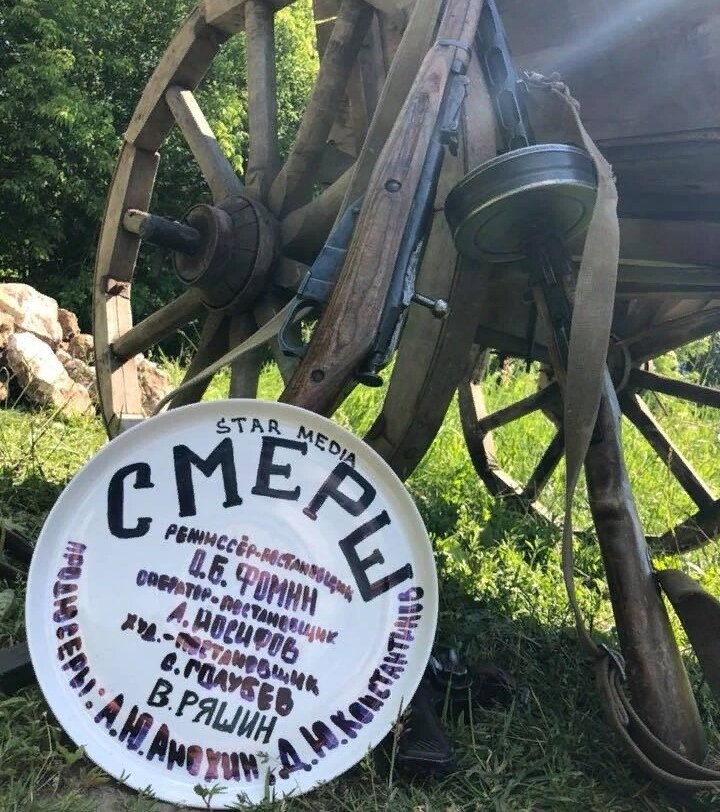 STAR MEDIA
СМЕРШ
РЕЖИССЁР-ПОСТАНОВЩИК
О.Б. ФОМИН
ОПЕРАТОР-ПОСТАНОВЩИК
А. ИОСИФОВ
ХУД.-ПОСТАНОВЩИК
С. ГОЛУБЕВ
В. РЯШИН
ПРОДЮСЕРЫ: А.Ю. АНОХИН, Д.Ю. КОНСТАНТИНОВ